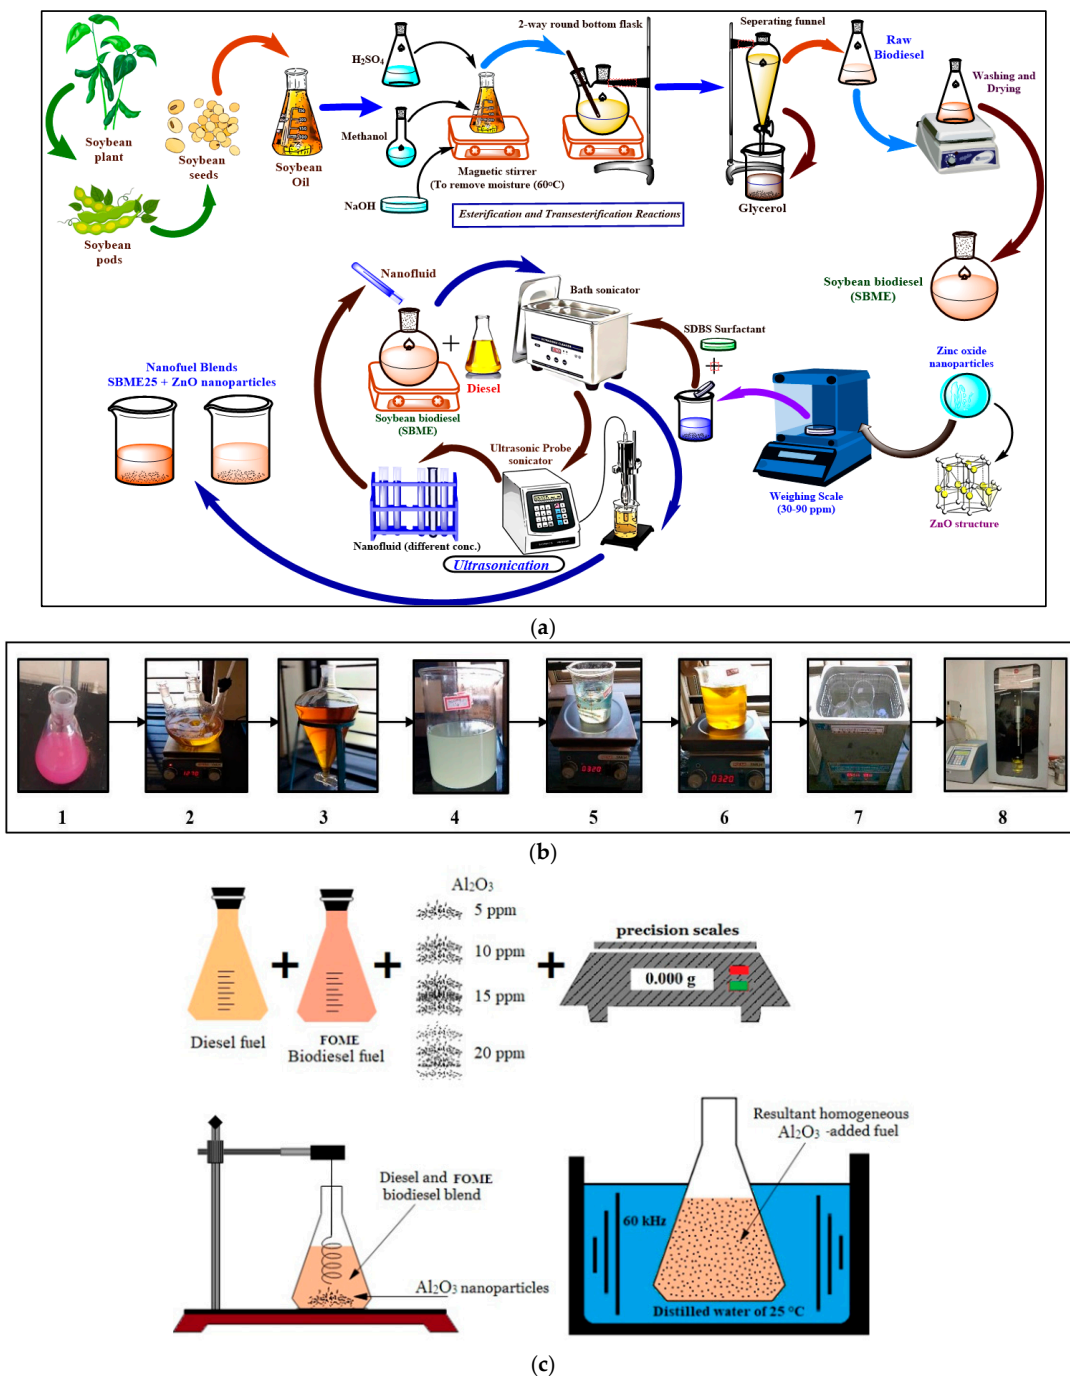 2-way round bottom flask
Seperating funnel
Raw
Biodiesel
H₂SO₄
Washing and
Drying
Methanol
Soybean
plant
Soybean
seeds
Soybean
Oil
Magnetic stirrer
(To remove moisture (60°C)
NaOH
Glycerol
Esterification and Transesterification Reactions
Soybean
pods
Nanofluid
Bath sonicator
Soybean biodiesel
(SBME)
SDBS Surfactant
Nanofuel Blends
SBME25 + ZnO nanoparticles
+
Diesel
Zinc oxide
nanoparticles
Soybean biodiesel
(SBME)
Ultrasonic Probe
sonicator
Weighing Scale
(30-90 ppm)
ZnO structure
Nanofluid (different conc.)
Ultrasonication
(a)
1270
0320
0320
1 2 3 4 5 6 7 8
(b)
Al₂O₃
5 ppm
10 ppm
15 ppm
20 ppm
+ + +
precision scales
0.000 g
Diesel fuel
FOME
Biodiesel fuel
Diesel and FOME
biodiesel blend
Al₂O₃ nanoparticles
Resultant homogeneous
Al₂O₃ -added fuel
60 kHz
Distilled water of 25 °C
(c)